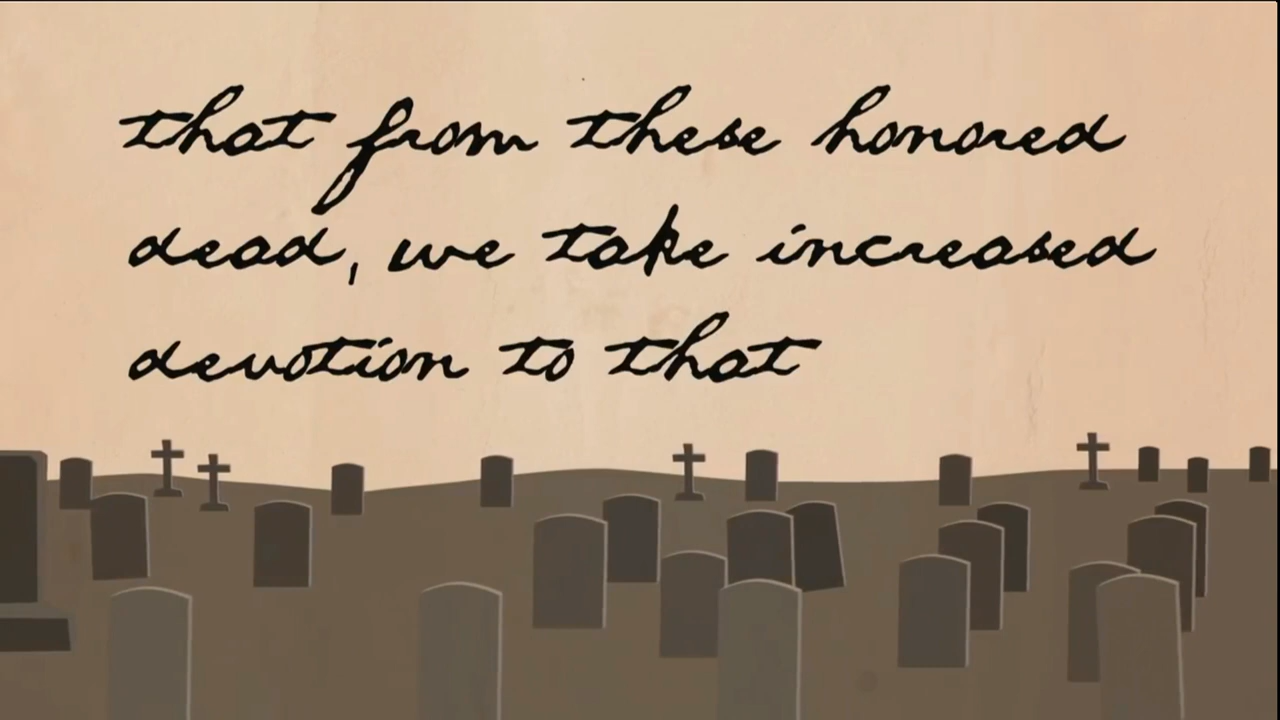 that from these honored
dead, we take increased
devotion to that